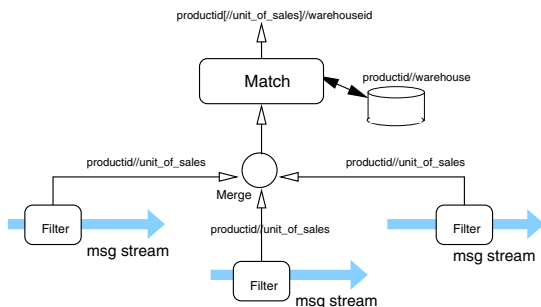 productid[//unit_of_sales]//warehouseid
Match
productid//warehouse
productid//unit_of_sales
productid//unit_of_sales
Merge
Filter
msg stream
productid//unit_of_sales
Filter
msg stream
Filter
msg stream